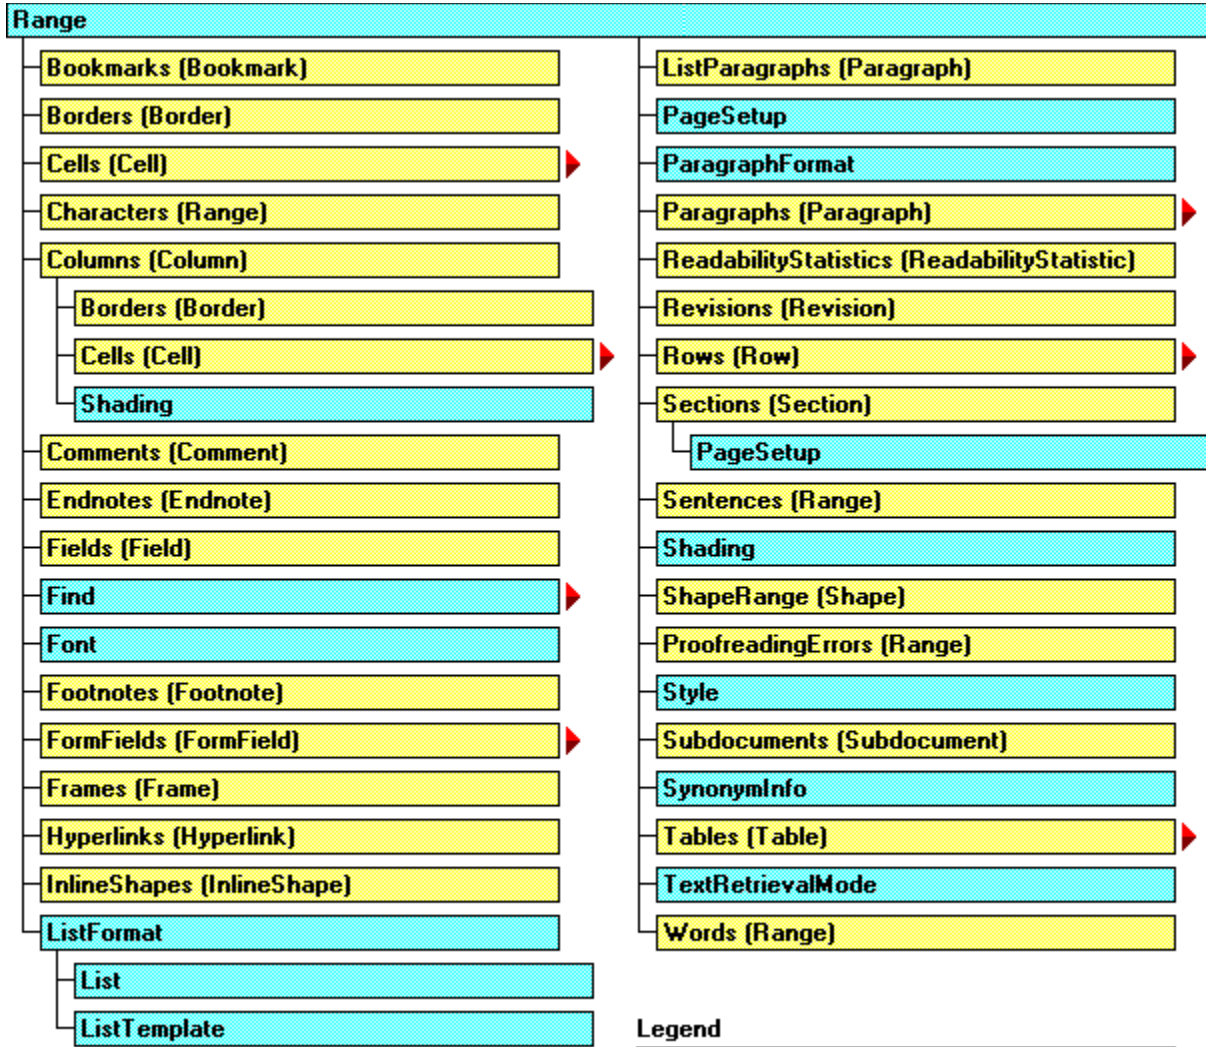 Range
Bookmarks (Bookmark)
Borders (Border)
Cells (Cell)
Characters (Range)
Columns (Column)
Borders (Border)
Cells (Cell)
Shading
Comments (Comment)
Endnotes (Endnote)
Fields (Field)
Find
Font
Footnotes (Footnote)
FormFields (FormField)
Frames (Frame)
Hyperlinks (Hyperlink)
InlineShapes (InlineShape)
ListFormat
List
ListTemplate
ListParagraphs (Paragraph)
PageSetup
ParagraphFormat
Paragraphs (Paragraph)
ReadabilityStatistics (ReadabilityStatistic)
Revisions (Revision)
Rows (Row)
Sections (Section)
PageSetup
Sentences (Range)
Shading
ShapeRange (Shape)
ProofreadingErrors (Range)
Style
Subdocuments (Subdocument)
SynonymInfo
Tables (Table)
TextRetrievalMode
Words (Range)
Legend